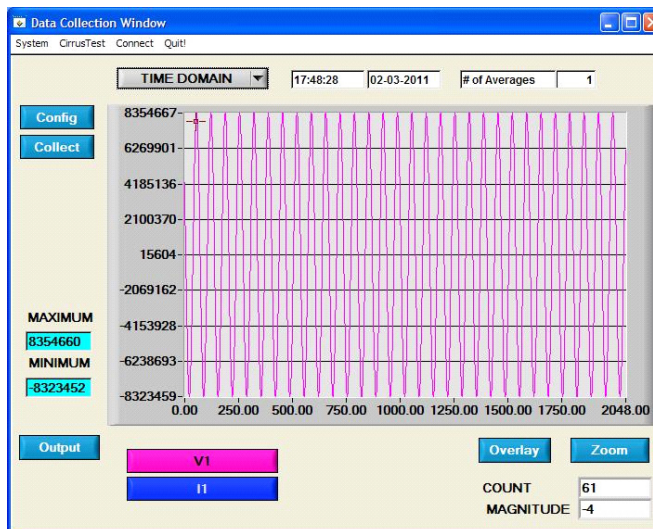 Data Collection Window
System CirrusTest Connect Quit!
TIME DOMAIN 17:48:28 02-03-2011 # of Averages 1
Config
Collect
8354667
6269901
4185136
2100370
15604
-2069162
-4153928
-6238693
-8323459
MAXIMUM
8354660
MINIMUM
-8323452
0.00 250.00 500.00 750.00 1000.00 1250.00 1500.00 1750.00 2048.00
Output
V1
I1
Overlay Zoom
COUNT 61
MAGNITUDE -4